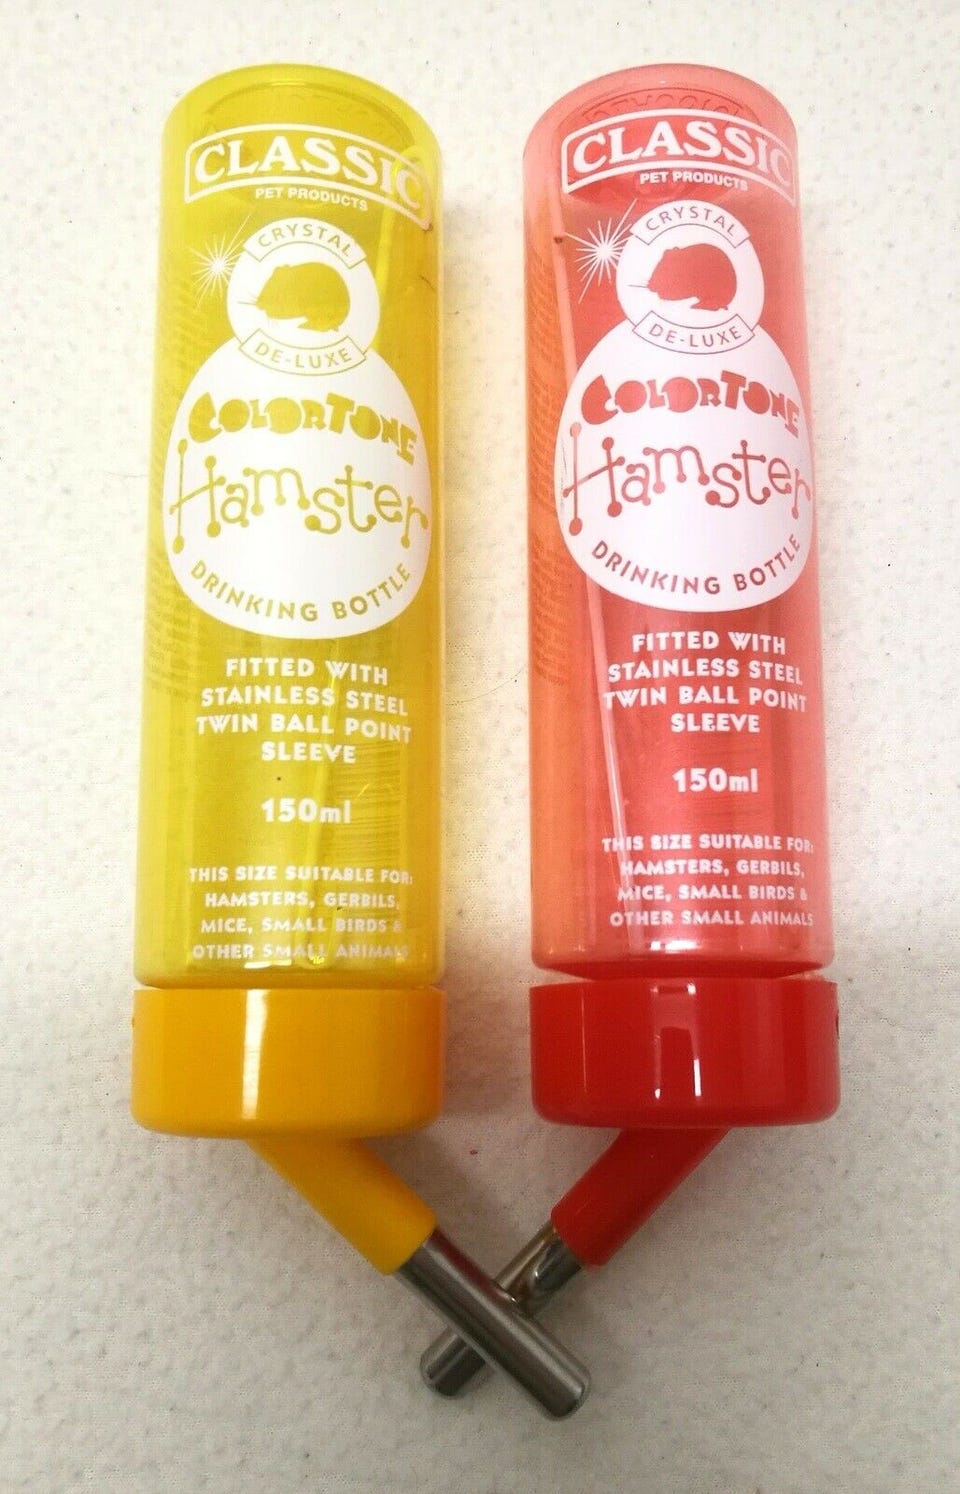 CLASSIC
PET PRODUCTS
CRYSTAL
DE-LUXE
COLORTONE
Hamster
DRINKING BOTTLE
FITTED WITH
STAINLESS STEEL
TWIN BALL POINT
SLEEVE
150ml
THIS SIZE SUITABLE FOR:
HAMSTERS, GERBILS,
MICE, SMALL BIRDS &
OTHER SMALL ANIMALS
CLASSIC
PET PRODUCTS
CRYSTAL
DE-LUXE
COLORTONE
Hamster
DRINKING BOTTLE
FITTED WITH
STAINLESS STEEL
TWIN BALL POINT
SLEEVE
150ml
THIS SIZE SUITABLE FOR:
HAMSTERS, GERBILS,
MICE, SMALL BIRDS &
OTHER SMALL ANIMALS